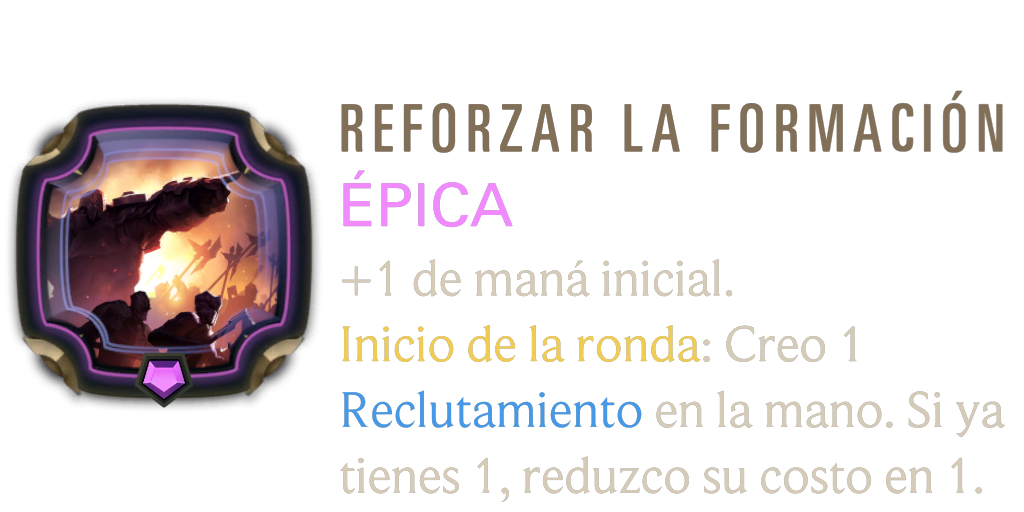 REFORZAR LA FORMACIÓN
ÉPICA
+1 de maná inicial.
Inicio de la ronda: Creo 1
Reclutamiento en la mano. Si ya
tienes 1, reduzco su costo en 1.